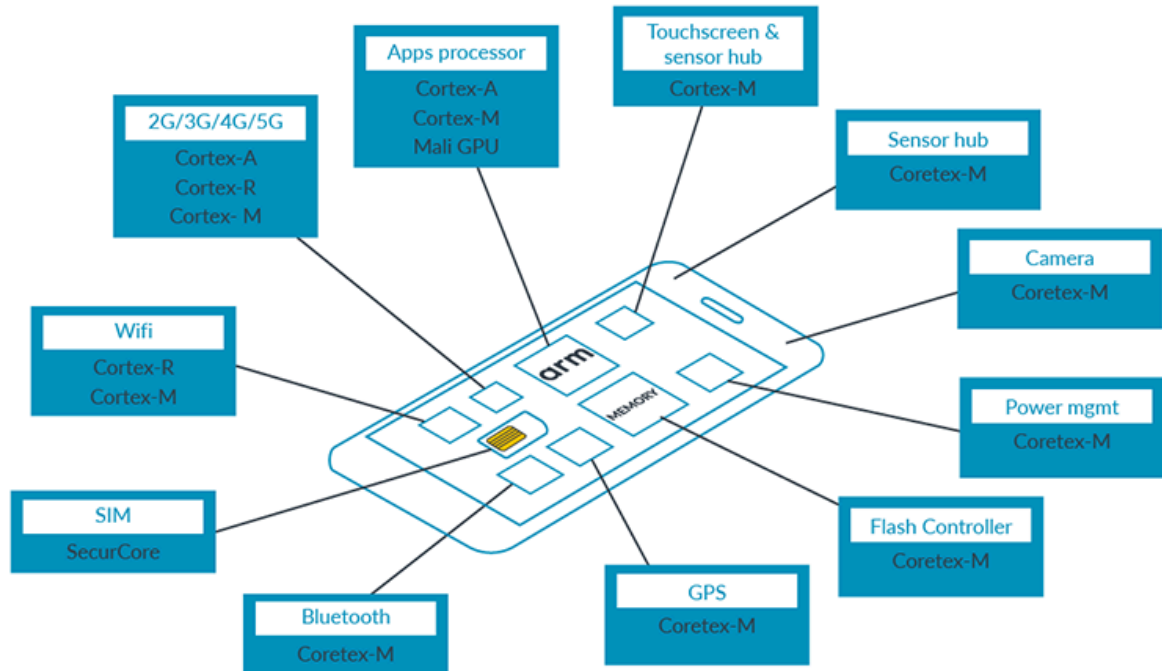 Apps processor
Cortex-A
Cortex-M
Mali GPU
Touchscreen &
sensor hub
Cortex-M
2G/3G/4G/5G
Cortex-A
Cortex-R
Cortex- M
Sensor hub
Coretex-M
Camera
Coretex-M
Wifi
Cortex-R
Cortex-M
arm
MEMORY
Power mgmt
Coretex-M
SIM
SecurCore
Flash Controller
Coretex-M
GPS
Coretex-M
Bluetooth
Coretex-M